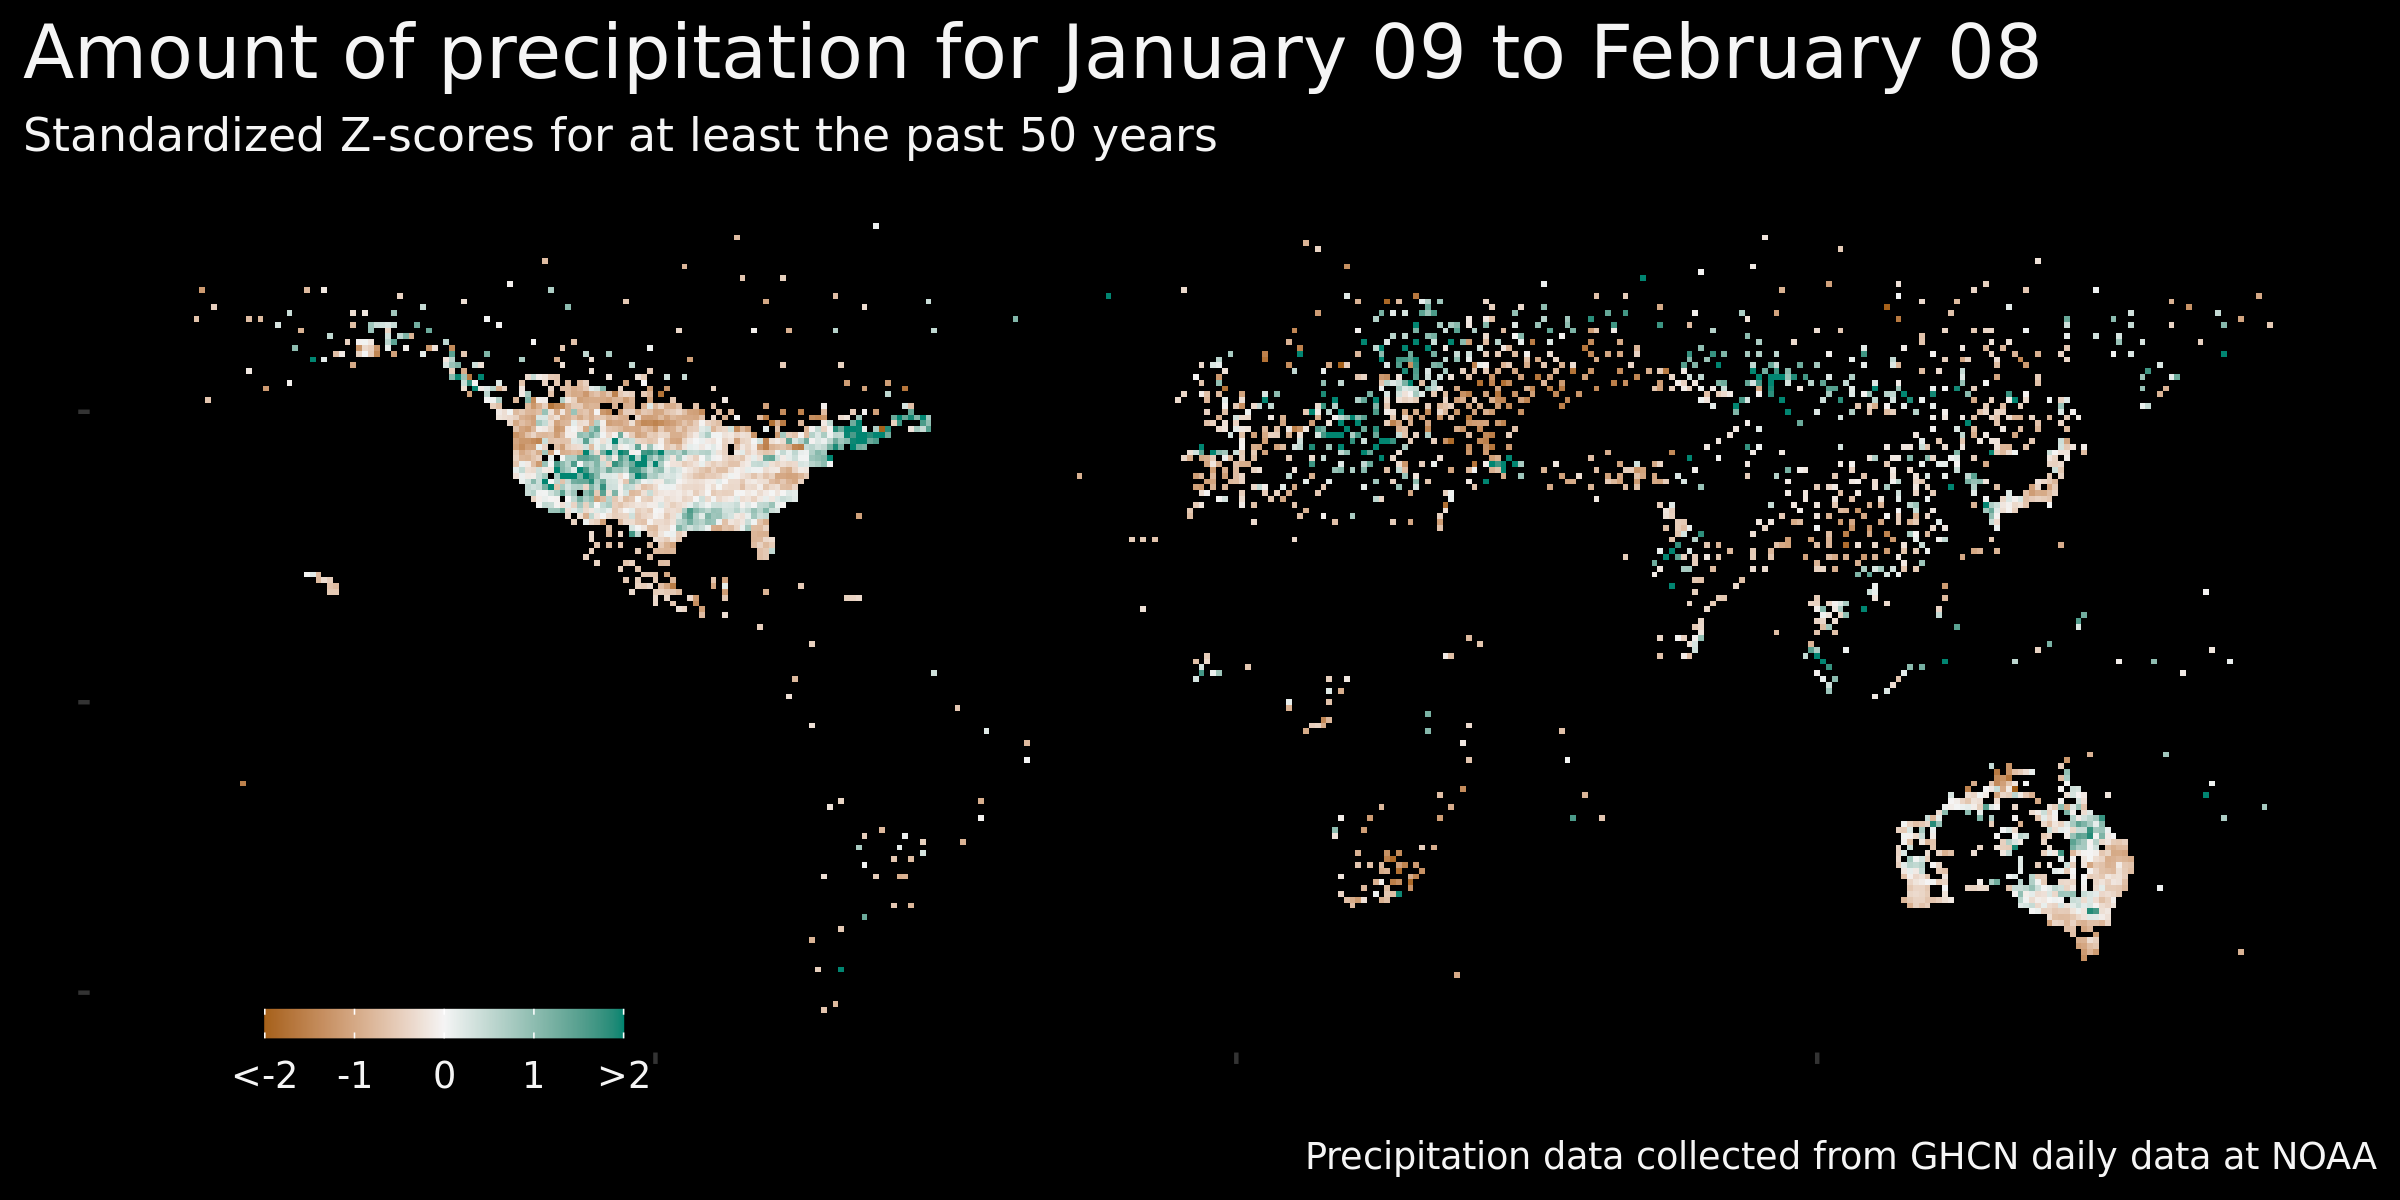 Amount of precipitation for January 09 to February 08
Standardized Z-scores for at least the past 50 years
<-2 -1 0 1 >2
Precipitation data collected from GHCN daily data at NOAA